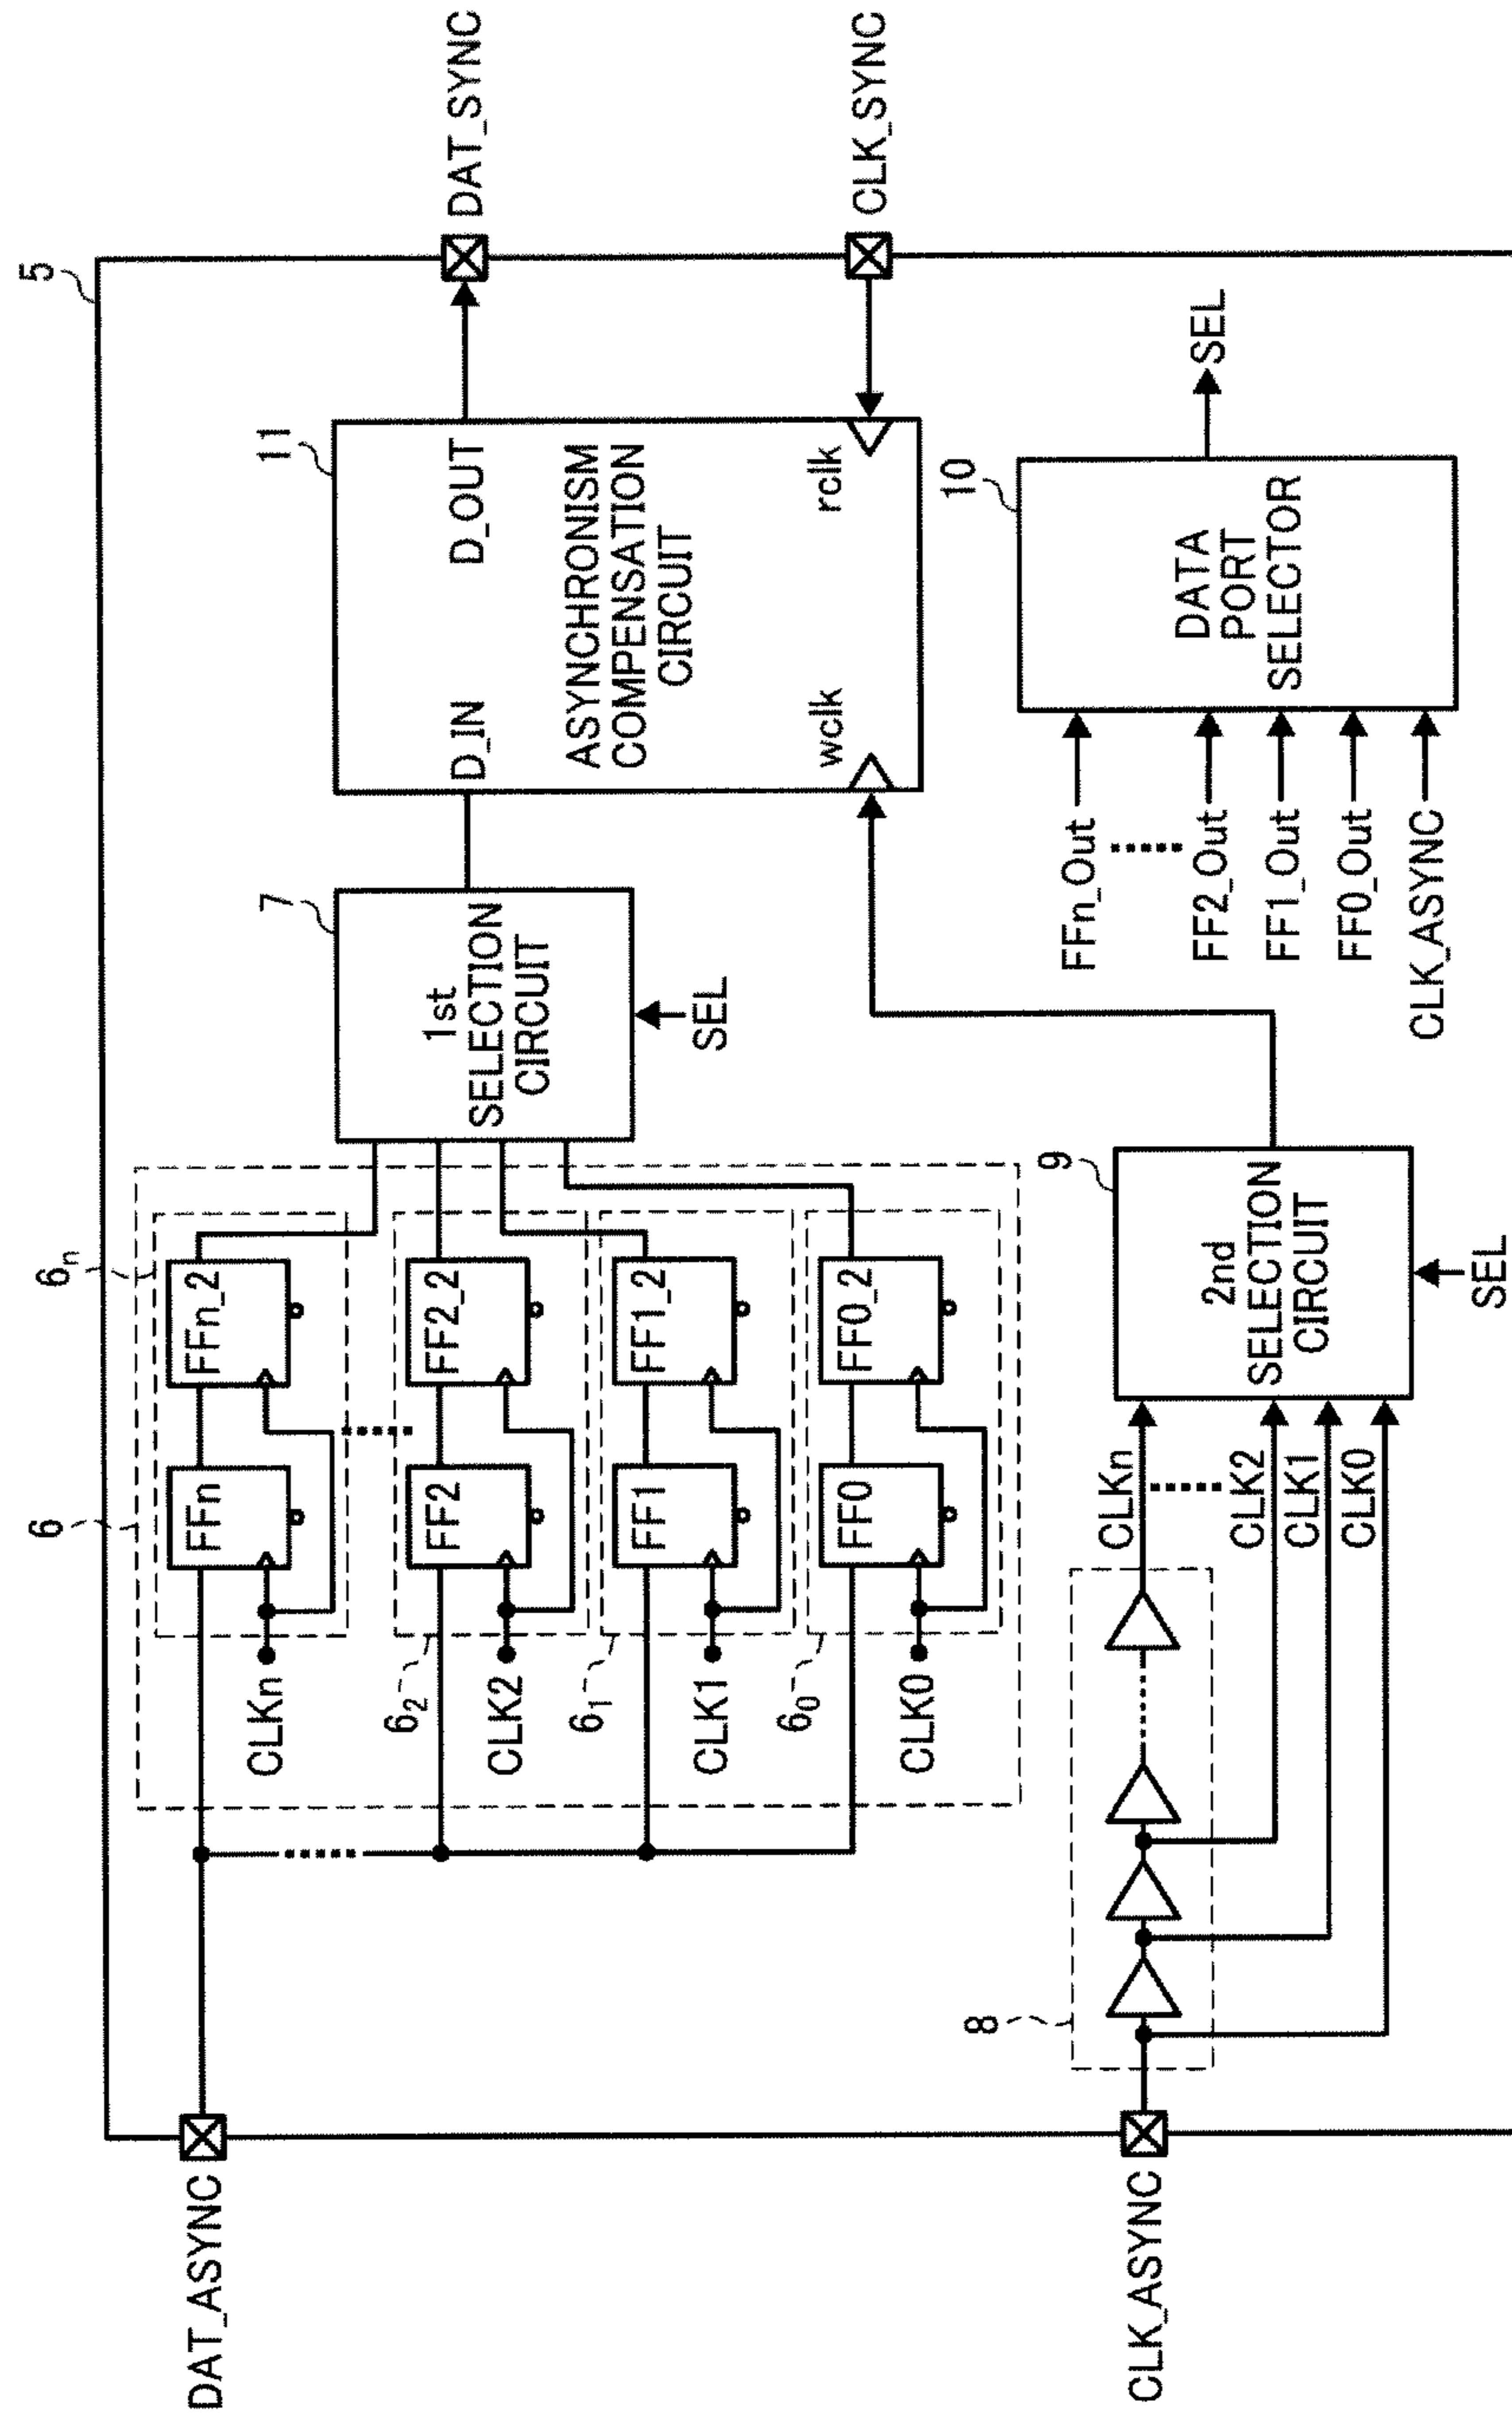 5
6
6n
FFn
FFn_2
CLKn
62
FF2
FF2_2
CLK2
61
FF1
FF1_2
CLK1
60
FF0
FF0_2
CLK0
DAT_ASYNC
7
1st
SELECTION
CIRCUIT
SEL
11
D_IN
D_OUT
ASYNCHRONISM
COMPENSATION
CIRCUIT
wclk
rclk
DAT_SYNC
CLK_SYNC
CLK_ASYNC
8
CLKn
CLK2
CLK1
CLK0
9
2nd
SELECTION
CIRCUIT
SEL
10
FFn_Out
FF2_Out
FF1_Out
FF0_Out
CLK_ASYNC
DATA
PORT
SELECTOR
SEL